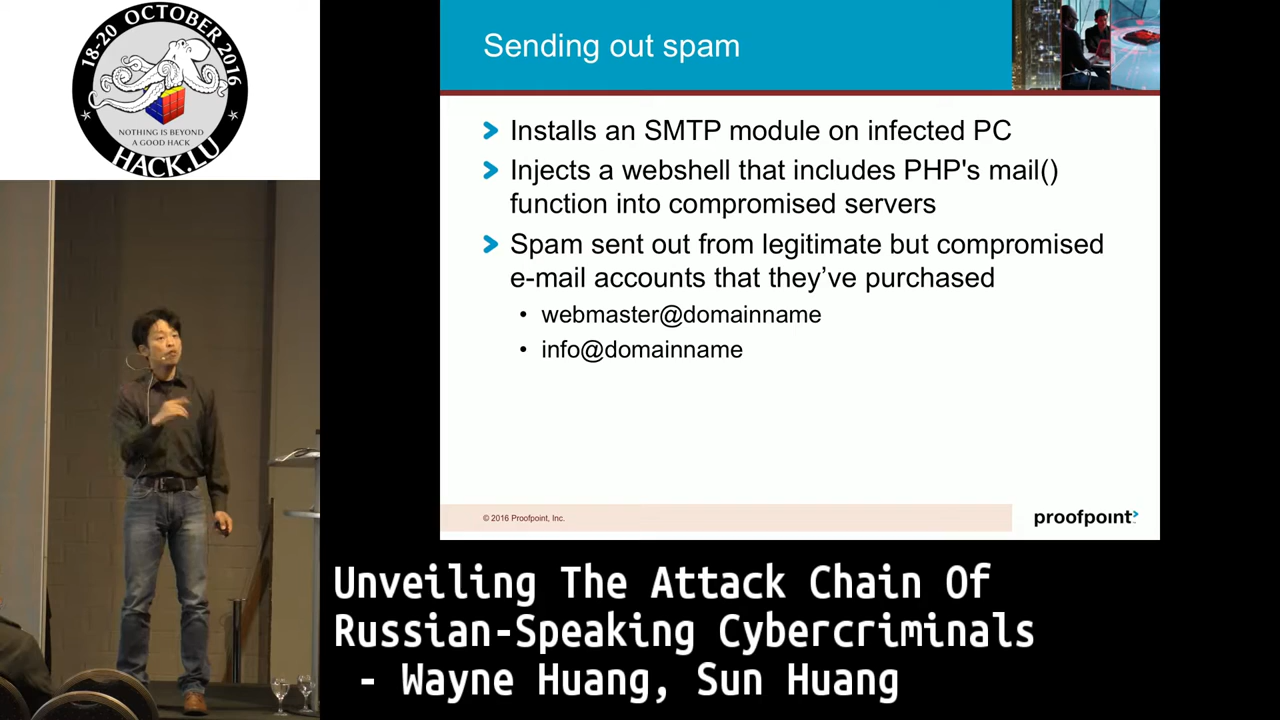 18-20 OCTOBER 2016
NOTHING IS BEYOND
A GOOD HACK
HACK.LU
Sending out spam
Installs an SMTP module on infected PC
Injects a webshell that includes PHP's mail()
function into compromised servers
Spam sent out from legitimate but compromised
e-mail accounts that they’ve purchased
• webmaster@domainname
• info@domainname
© 2016 Proofpoint, Inc.
proofpoint
Unveiling The Attack Chain Of
Russian-Speaking Cybercriminals
- Wayne Huang, Sun Huang